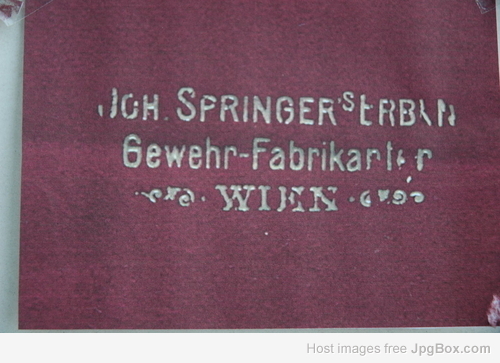 JOH. SPRINGER'S ERBEN
Gewehr-Fabrikanten
WIEN
Host images free JpgBox.com